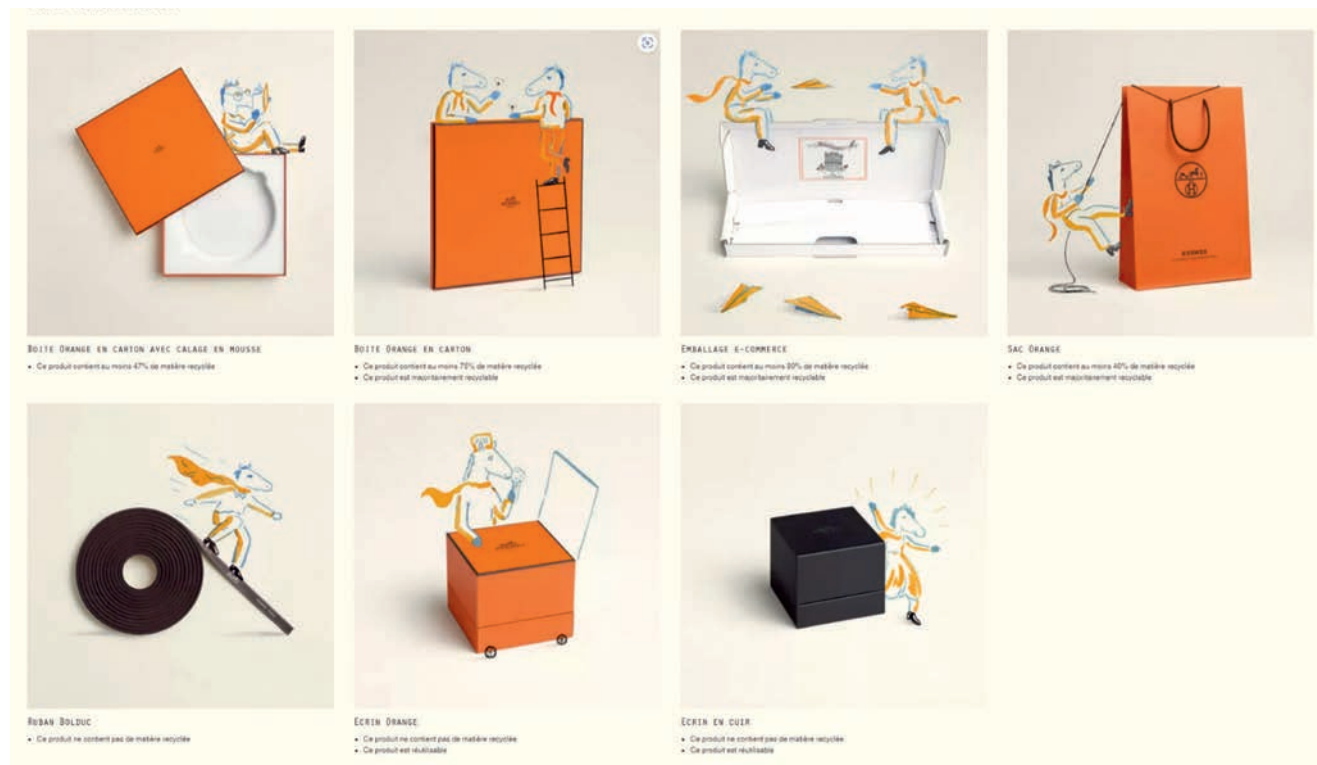 BOITE ORANGE EN CARTON AVEC CALAGE EN MOUSSE
• Ce produit contient au moins 47% de matière recyclée
BOITE ORANGE EN CARTON
• Ce produit contient au moins 70% de matière recyclée
• Ce produit est majoritairement recyclable
EMBALLAGE E-COMMERCE
• Ce produit contient au moins 80% de matière recyclée
• Ce produit est majoritairement recyclable
SAC ORANGE
• Ce produit contient au moins 40% de matière recyclée
• Ce produit est majoritairement recyclable
HERMES
RUBAN BOLDUC
• Ce produit ne contient pas de matière recyclée
ECRIN ORANGE
• Ce produit ne contient pas de matière recyclée
• Ce produit est réutilisable
ECRIN EN CUIR
• Ce produit ne contient pas de matière recyclée
• Ce produit est réutilisable